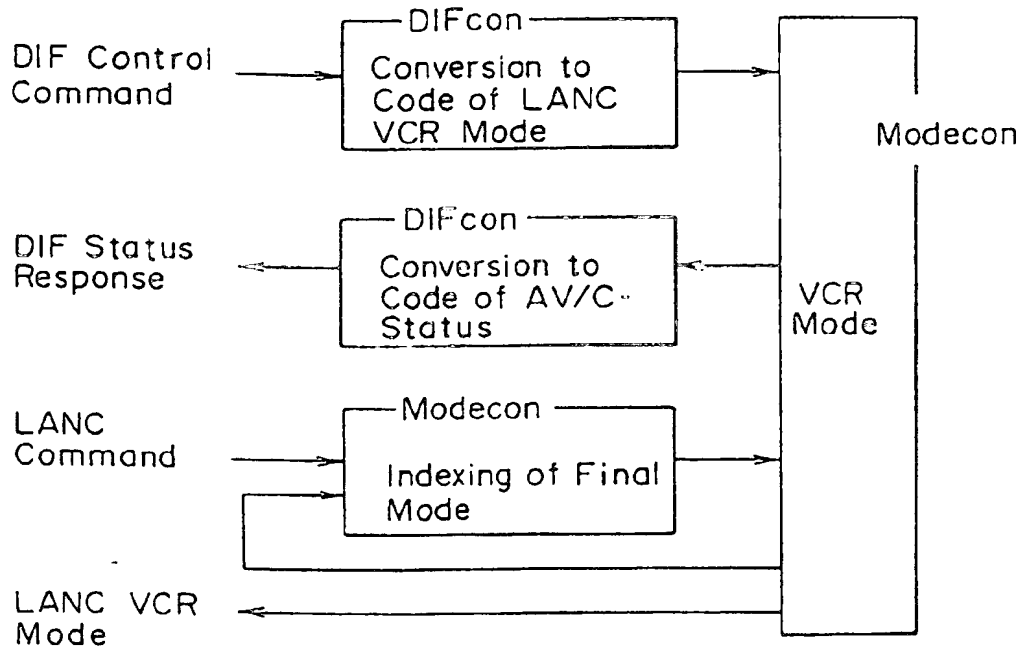 DIFcon
DIF Control
Command
Conversion to
Code of LANC
VCR Mode
Modecon
DIFcon
DIF Status
Response
Conversion to
Code of AV/C-
Status
VCR
Mode
Modecon
LANC
Command
Indexing of Final
Mode
LANC VCR
Mode